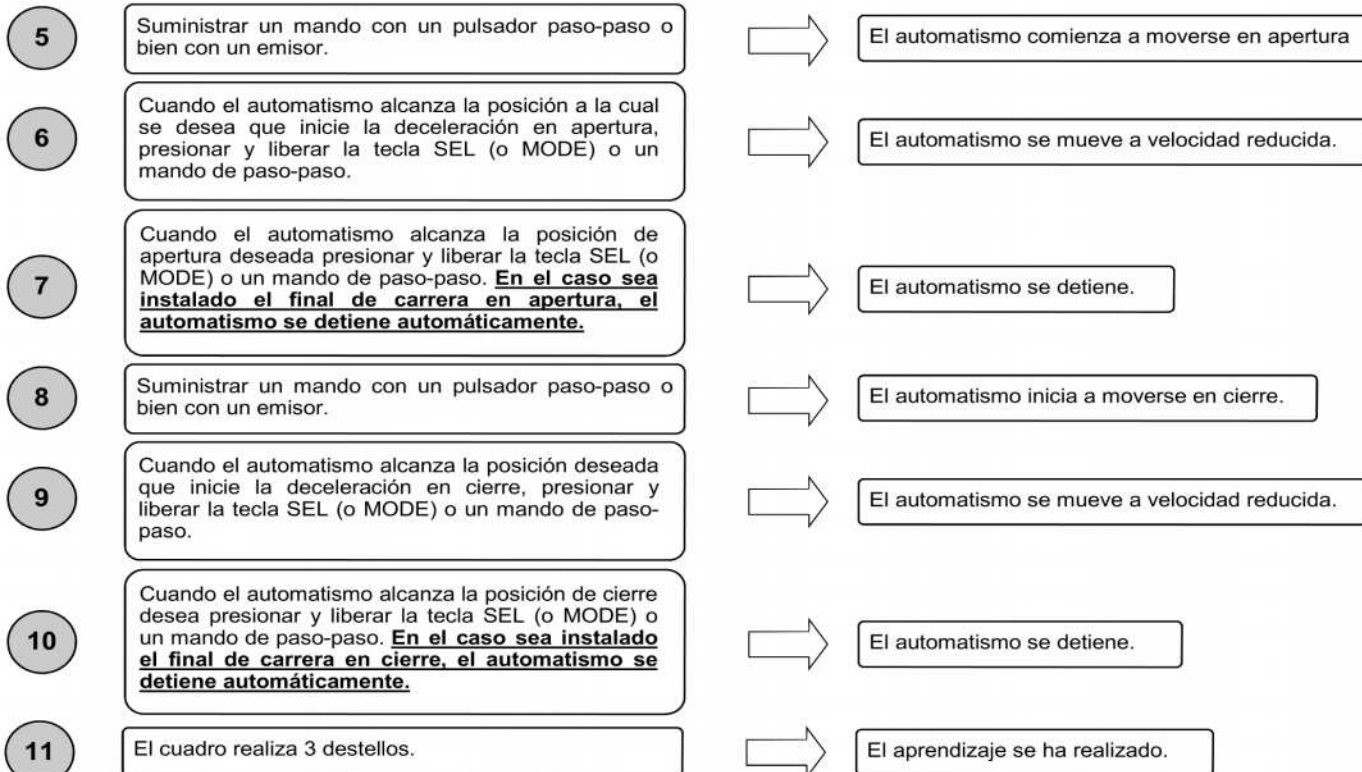 5
Suministrar un mando con un pulsador paso-paso o
bien con un emisor.
El automatismo comienza a moverse en apertura
6
Cuando el automatismo alcanza la posición a la cual
se desea que inicie la deceleración en apertura,
presionar y liberar la tecla SEL (o MODE) o un
mando de paso-paso.
El automatismo se mueve a velocidad reducida.
7
Cuando el automatismo alcanza la posición de
apertura deseada presionar y liberar la tecla SEL (o
MODE) o un mando de paso-paso. En el caso sea
instalado el final de carrera en apertura, el
automatismo se detiene automáticamente.
El automatismo se detiene.
8
Suministrar un mando con un pulsador paso-paso o
bien con un emisor.
El automatismo inicia a moverse en cierre.
9
Cuando el automatismo alcanza la posición deseada
que inicie la deceleración en cierre, presionar y
liberar la tecla SEL (o MODE) o un mando de paso-
paso.
El automatismo se mueve a velocidad reducida.
10
Cuando el automatismo alcanza la posición de cierre
desea presionar y liberar la tecla SEL (o MODE) o
un mando de paso-paso. En el caso sea instalado
el final de carrera en cierre, el automatismo se
detiene automáticamente.
El automatismo se detiene.
11
El cuadro realiza 3 destellos.
El aprendizaje se ha realizado.